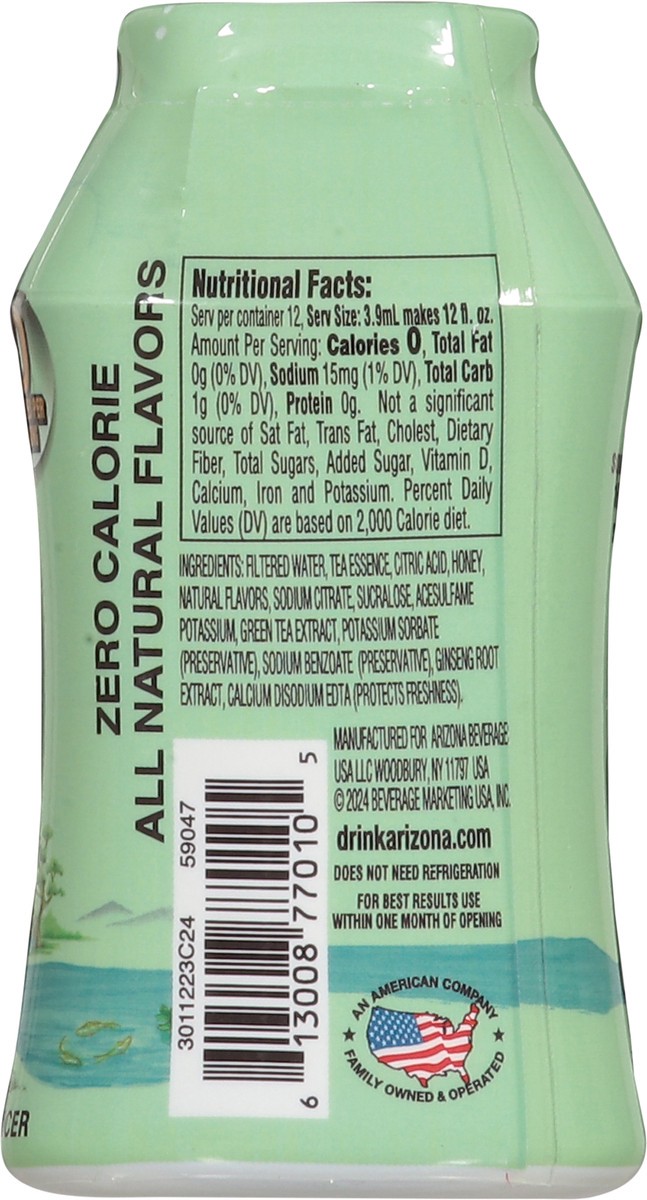 ZERO CALORIE
ALL NATURAL FLAVORS
Nutritional Facts:
Serv per container 12, Serv Size: 3.9mL makes 12 fl. oz.
Amount Per Serving: Calories 0, Total Fat
0g (0% DV), Sodium 15mg (1% DV), Total Carb
1g (0% DV), Protein 0g. Not a significant
source of Sat Fat, Trans Fat, Cholest, Dietary
Fiber, Total Sugars, Added Sugar, Vitamin D,
Calcium, Iron and Potassium. Percent Daily
Values (DV) are based on 2,000 Calorie diet.
INGREDIENTS: FILTERED WATER, TEA ESSENCE, CITRIC ACID, HONEY,
NATURAL FLAVORS, SODIUM CITRATE, SUCRALOSE, ACESULFAME
POTASSIUM, GREEN TEA EXTRACT, POTASSIUM SORBATE
(PRESERVATIVE), SODIUM BENZOATE (PRESERVATIVE), GINSENG ROOT
EXTRACT, CALCIUM DISODIUM EDTA (PROTECTS FRESHNESS).
MANUFACTURED FOR ARIZONA BEVERAGE
USA LLC WOODBURY, NY 11797 USA
© 2024 BEVERAGE MARKETING USA, INC.
drinkarizona.com
DOES NOT NEED REFRIGERATION
FOR BEST RESULTS USE
WITHIN ONE MONTH OF OPENING
3011223C24 59047
6 13008 77010 5
AN AMERICAN COMPANY
★ FAMILY OWNED & OPERATED ★
CER